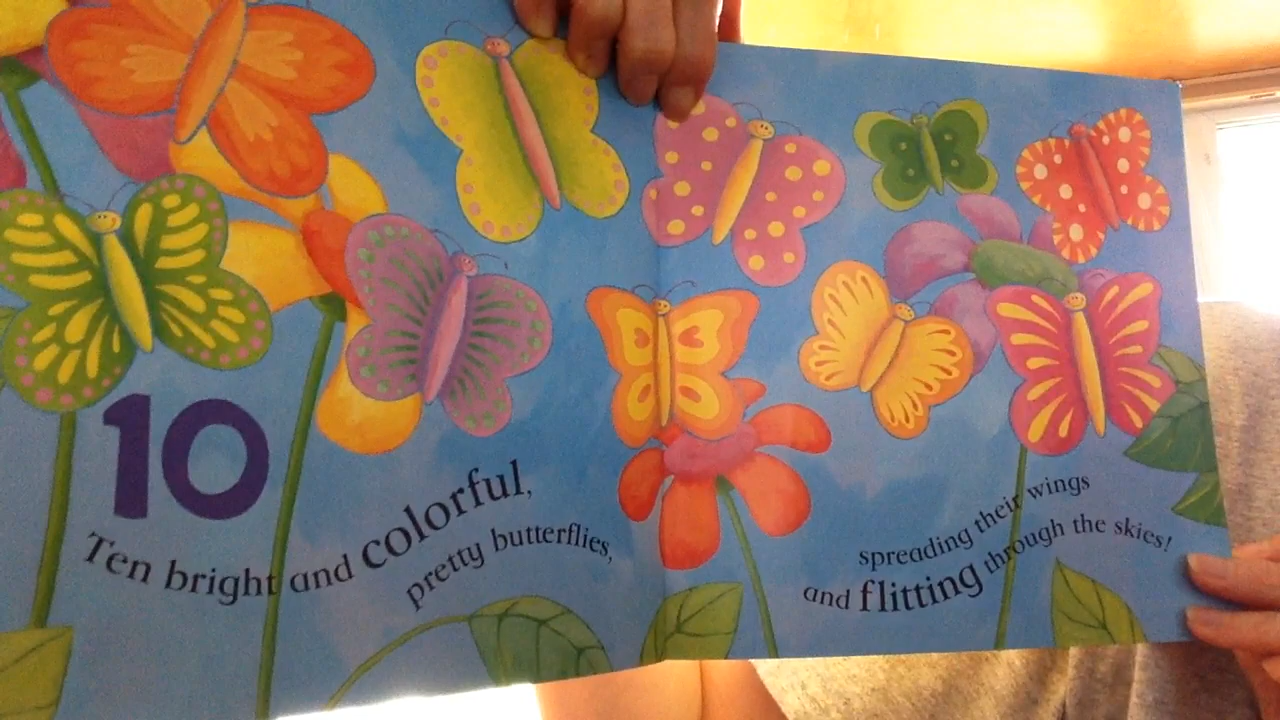 10
Ten bright and colorful,
pretty butterflies,
spreading their wings
and flitting through the skies!